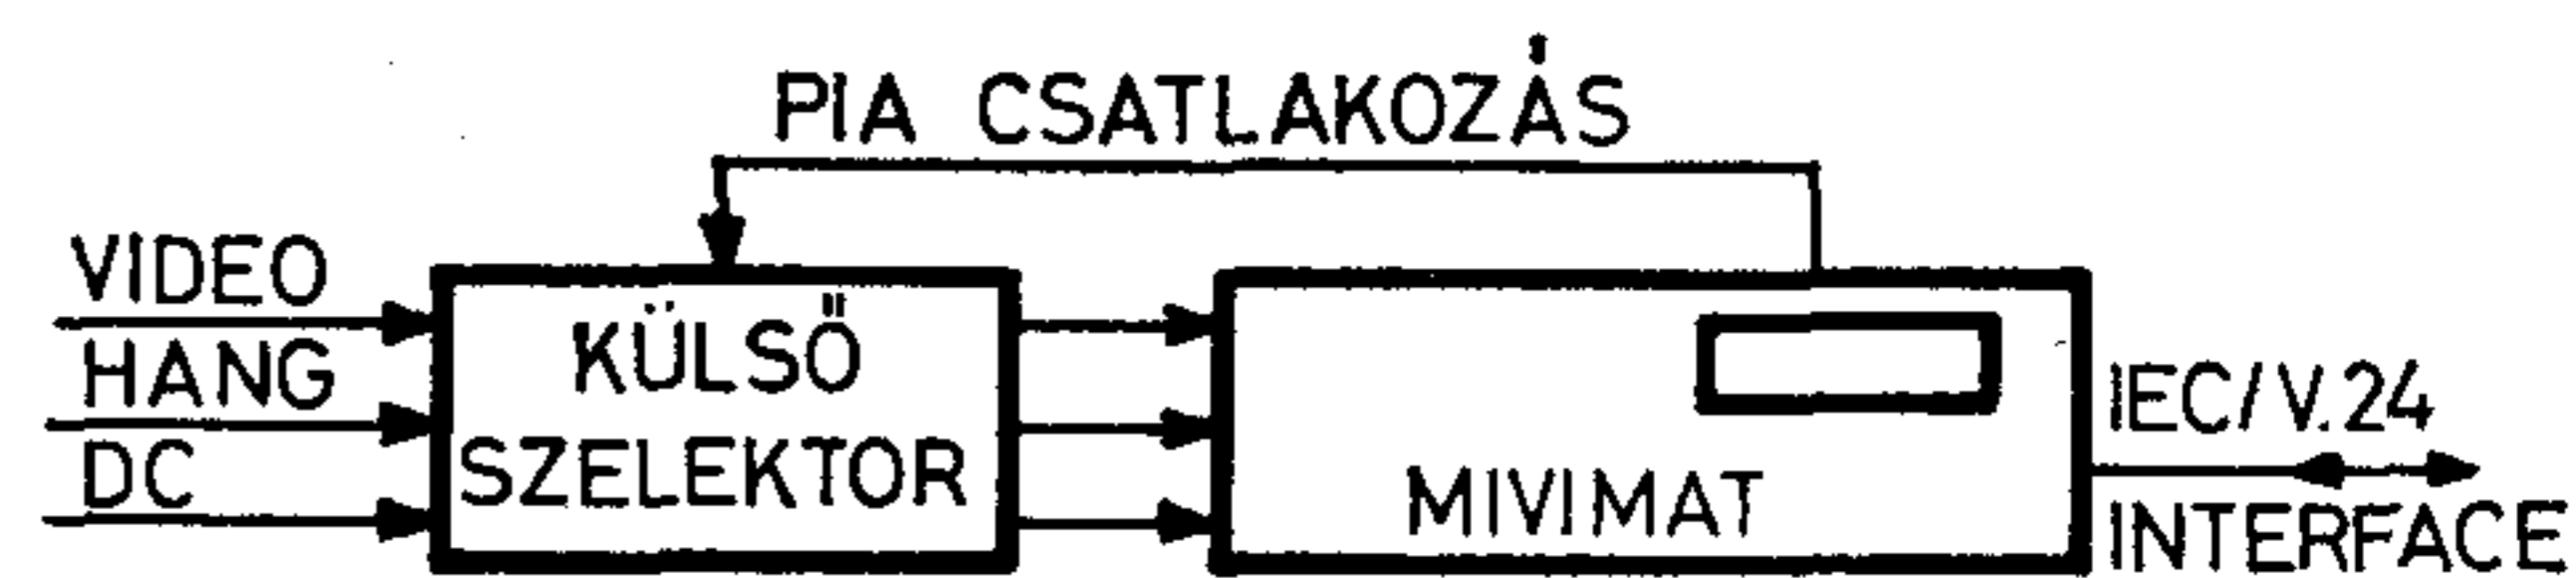 PIA CSATLAKOZÁS
VIDEO
HANG
DC
KÜLSŐ
SZELEKTOR
MIVIMAT
IEC/V.24
INTERFACE